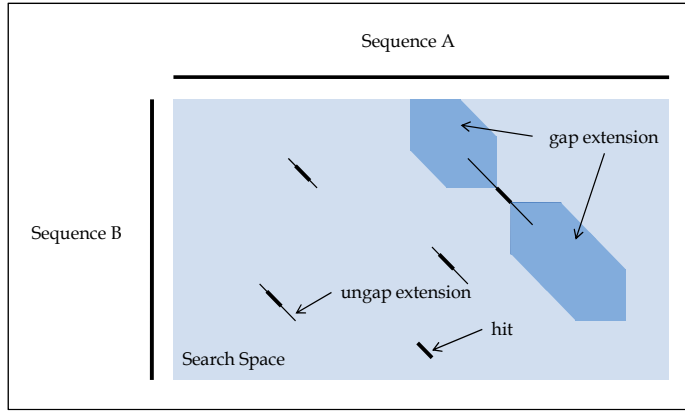 Sequence A
gap extension
Sequence B
ungap extension
hit
Search Space